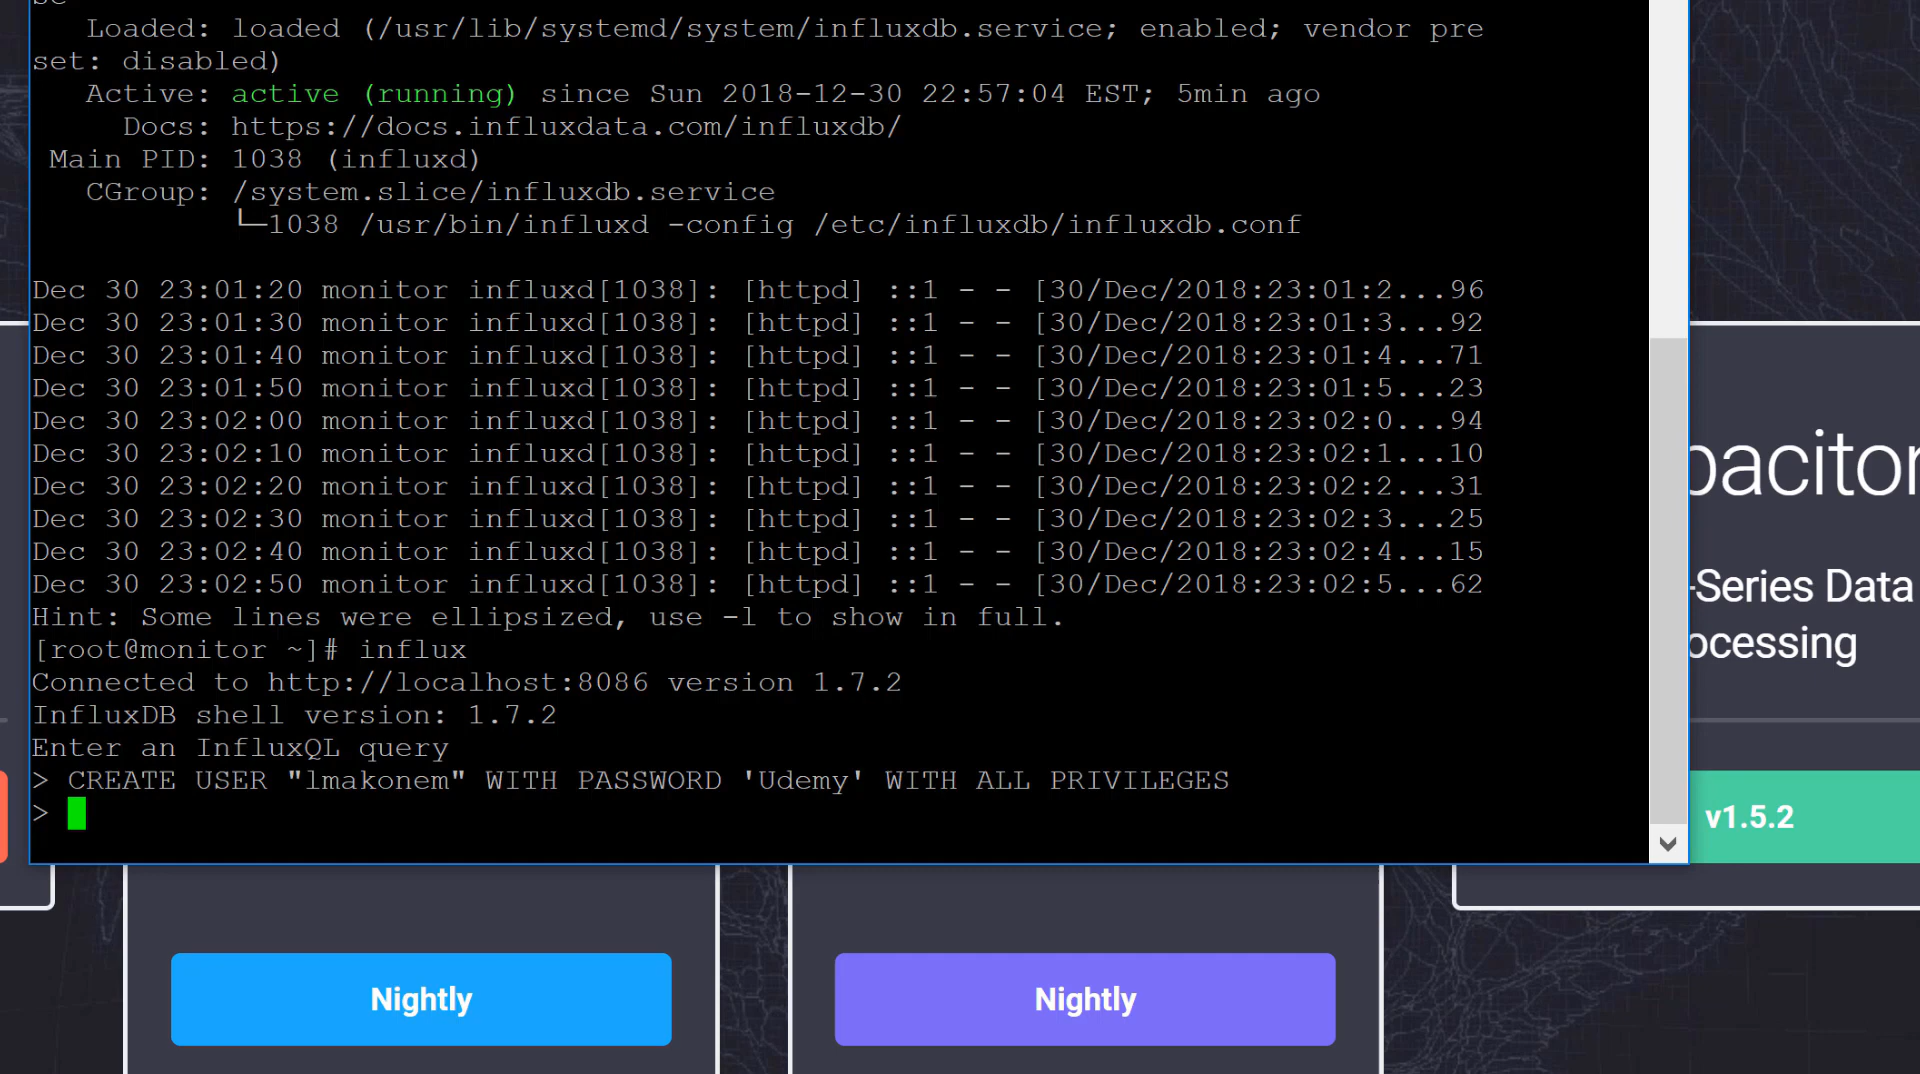 Loaded: loaded (/usr/lib/systemd/system/influxdb.service; enabled; vendor pre
set: disabled)
Active: active (running) since Sun 2018-12-30 22:57:04 EST; 5min ago
Docs: https://docs.influxdata.com/influxdb/
Main PID: 1038 (influxd)
CGroup: /system.slice/influxdb.service
└─1038 /usr/bin/influxd -config /etc/influxdb/influxdb.conf
Dec 30 23:01:20 monitor influxd[1038]: [httpd] ::1 - - [30/Dec/2018:23:01:2...96
Dec 30 23:01:30 monitor influxd[1038]: [httpd] ::1 - - [30/Dec/2018:23:01:3...92
Dec 30 23:01:40 monitor influxd[1038]: [httpd] ::1 - - [30/Dec/2018:23:01:4...71
Dec 30 23:01:50 monitor influxd[1038]: [httpd] ::1 - - [30/Dec/2018:23:01:5...23
Dec 30 23:02:00 monitor influxd[1038]: [httpd] ::1 - - [30/Dec/2018:23:02:0...94
Dec 30 23:02:10 monitor influxd[1038]: [httpd] ::1 - - [30/Dec/2018:23:02:1...10
Dec 30 23:02:20 monitor influxd[1038]: [httpd] ::1 - - [30/Dec/2018:23:02:2...31
Dec 30 23:02:30 monitor influxd[1038]: [httpd] ::1 - - [30/Dec/2018:23:02:3...25
Dec 30 23:02:40 monitor influxd[1038]: [httpd] ::1 - - [30/Dec/2018:23:02:4...15
Dec 30 23:02:50 monitor influxd[1038]: [httpd] ::1 - - [30/Dec/2018:23:02:5...62
Hint: Some lines were ellipsized, use -l to show in full.
[root@monitor ~]# influx
Connected to http://localhost:8086 version 1.7.2
InfluxDB shell version: 1.7.2
Enter an InfluxQL query
> CREATE USER "lmakonem" WITH PASSWORD 'Udemy' WITH ALL PRIVILEGES
>
pacitor
-Series Data
ocessing
v1.5.2
Nightly
Nightly